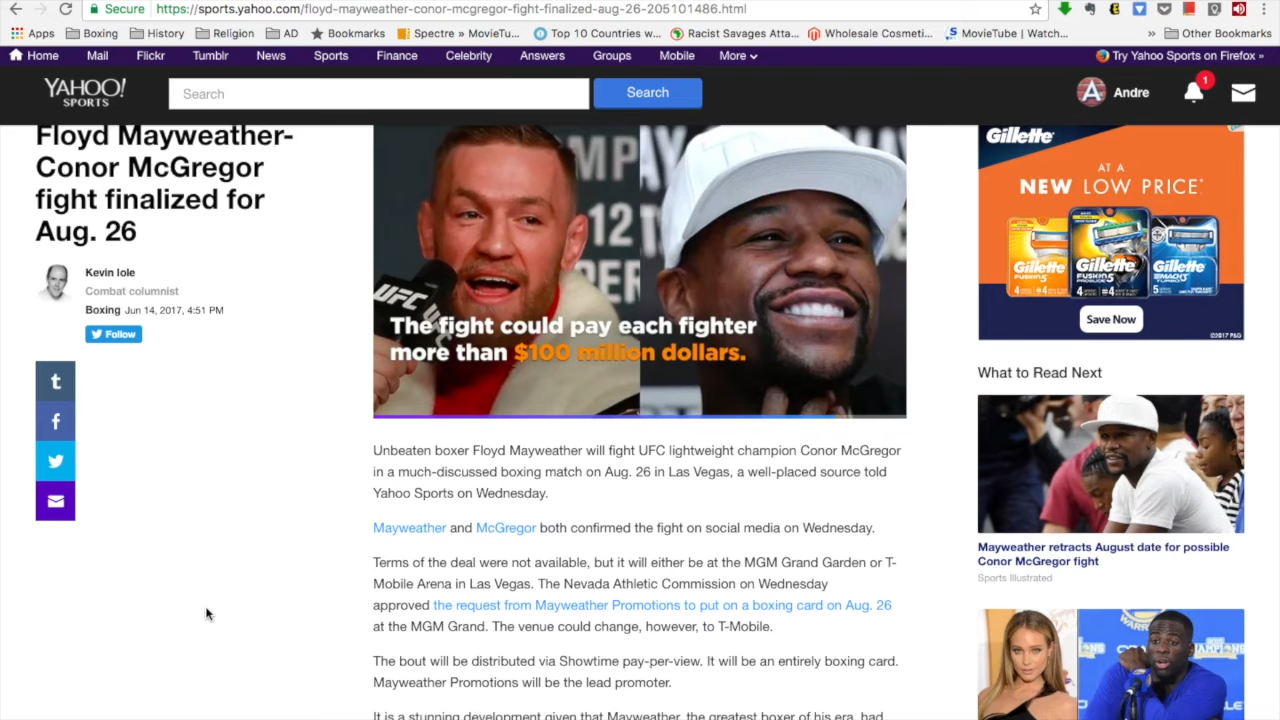 Secure https://sports.yahoo.com/floyd-mayweather-conor-mcgregor-fight-finalized-aug-26-205101486.html
Apps Boxing History Religion AD Bookmarks Spectre » MovieTu... Top 10 Countries w... Racist Savages Atta... Wholesale Cosmeti... MovieTube | Watch... » Other Bookmarks
Home Mail Flickr Tumblr News Sports Finance Celebrity Answers Groups Mobile More Try Yahoo Sports on Firefox »
YAHOO!
SPORTS
Search
Search
A
Andre
1
Floyd Mayweather-
Conor McGregor
fight finalized for
Aug. 26
Kevin Iole
Combat columnist
Boxing Jun 14, 2017, 4:51 PM
Follow
UFC
The fight could pay each fighter
more than $100 million dollars.
Unbeaten boxer Floyd Mayweather will fight UFC lightweight champion Conor McGregor
in a much-discussed boxing match on Aug. 26 in Las Vegas, a well-placed source told
Yahoo Sports on Wednesday.
Mayweather and McGregor both confirmed the fight on social media on Wednesday.
Terms of the deal were not available, but it will either be at the MGM Grand Garden or T-
Mobile Arena in Las Vegas. The Nevada Athletic Commission on Wednesday
approved the request from Mayweather Promotions to put on a boxing card on Aug. 26
at the MGM Grand. The venue could change, however, to T-Mobile.
The bout will be distributed via Showtime pay-per-view. It will be an entirely boxing card.
Mayweather Promotions will be the lead promoter.
It is a stunning development given that Mayweather, the greatest boxer of his era, had
Gillette
AT A
NEW LOW PRICE*
Gillette
Gillette
Gillette
Save Now
©2017 P&G
What to Read Next
Mayweather retracts August date for possible
Conor McGregor fight
Sports Illustrated